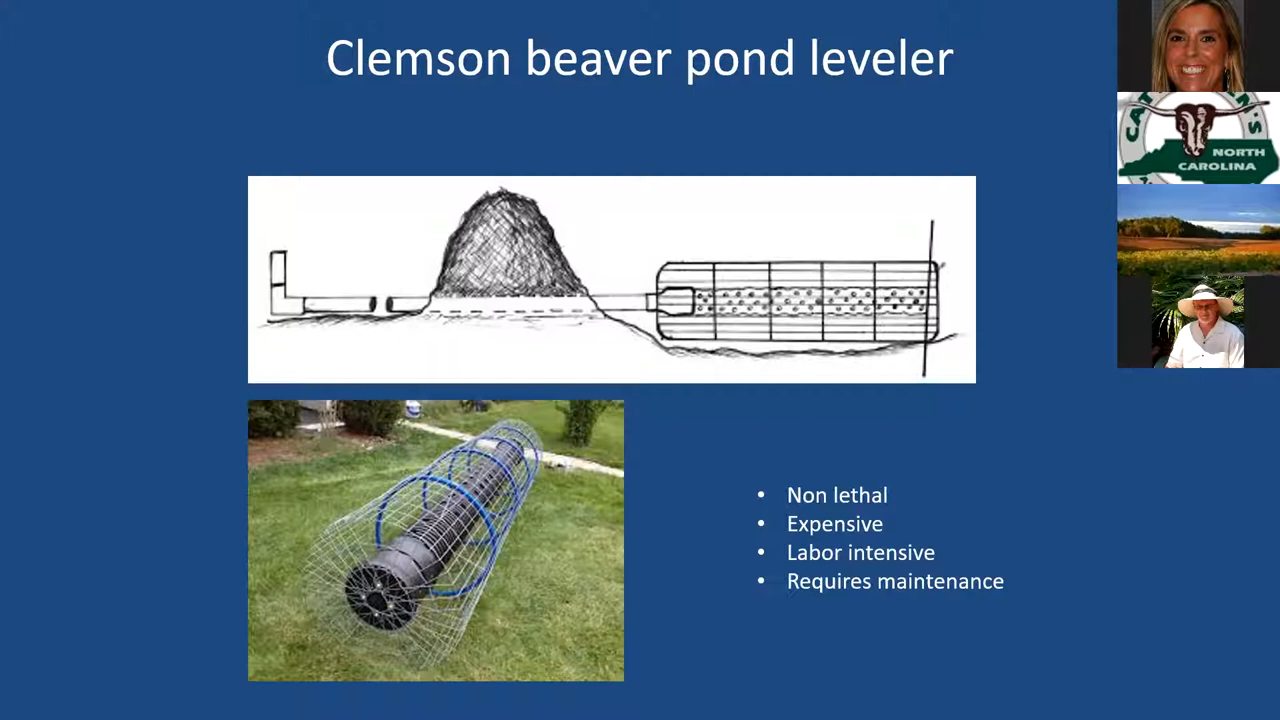 Clemson beaver pond leveler
• Non lethal
• Expensive
• Labor intensive
• Requires maintenance
NORTH
CAROLINA